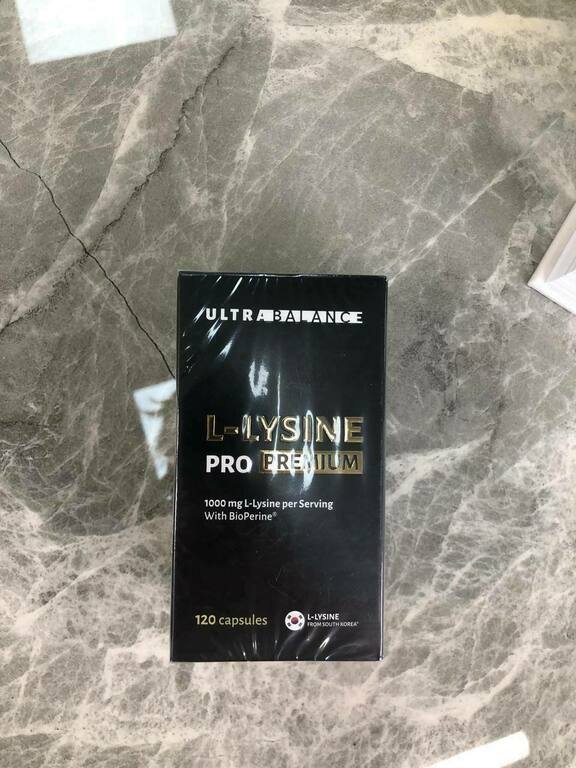 ULTRABALANCE
L-LYSINE
PRO PREMIUM
1000 mg L-Lysine per Serving
With BioPerine®
120 capsules
L-LYSINE
FROM SOUTH KOREA*